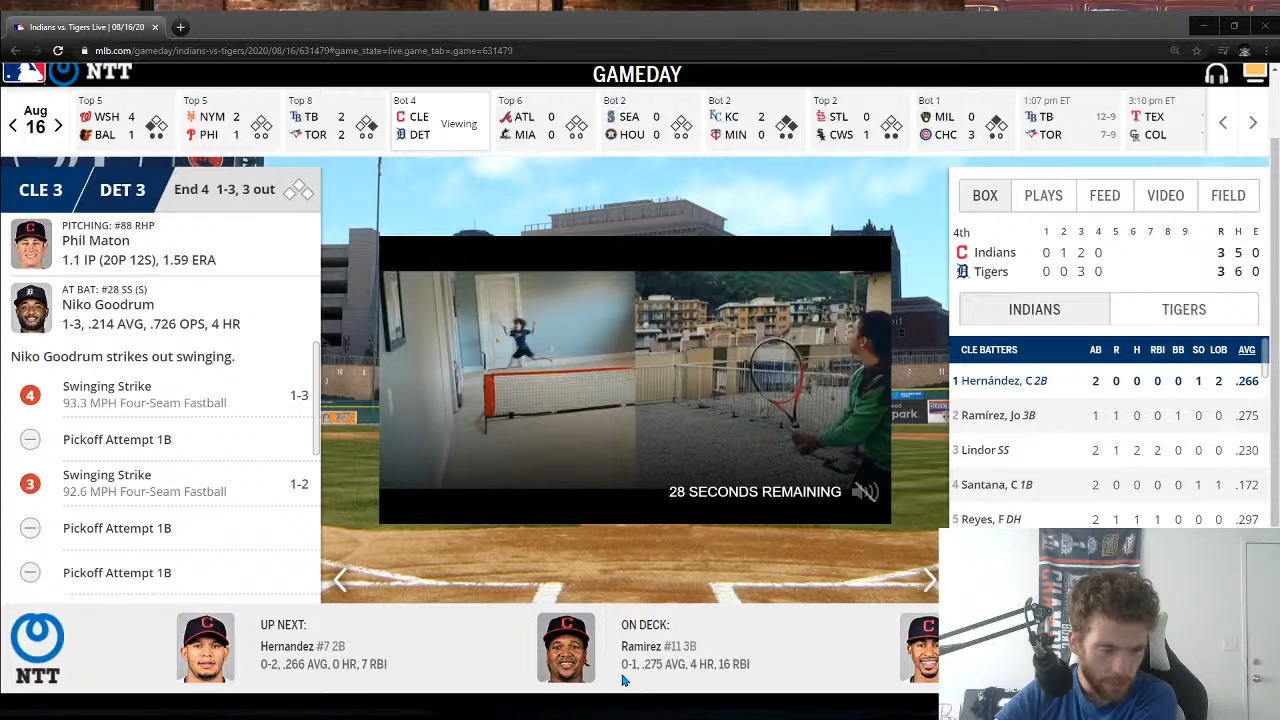 Indians vs. Tigers Live | 08/16/20
mlb.com/gameday/indians-vs-tigers/2020/08/16/631479#game_state=live,game_tab=,game=631479
NTT
GAMEDAY
Aug
16
Top 5
WSH 4
BAL 1
Top 5
NYM 2
PHI 1
Top 8
TB 2
TOR 2
Bot 4
CLE
DET
Viewing
Top 6
ATL 0
MIA 0
Bot 2
SEA 0
HOU 0
Bot 2
KC 2
MIN 0
Top 2
STL 0
CWS 1
Bot 1
MIL 0
CHC 3
1:07 pm ET
TB 12-9
TOR 7-9
3:10 pm ET
TEX
COL
CLE 3
DET 3
End 4 1-3, 3 out
PITCHING: #88 RHP
Phil Maton
1.1 IP (20P 12S), 1.59 ERA
AT BAT: #28 SS (S)
Niko Goodrum
1-3, .214 AVG, .726 OPS, 4 HR
Niko Goodrum strikes out swinging.
4 Swinging Strike 1-3
93.3 MPH Four-Seam Fastball
Pickoff Attempt 1B
3 Swinging Strike 1-2
92.6 MPH Four-Seam Fastball
Pickoff Attempt 1B
Pickoff Attempt 1B
28 SECONDS REMAINING
park.
BOX PLAYS FEED VIDEO FIELD
4th 1 2 3 4 5 6 7 8 9 R H E
Indians 0 1 2 0 3 5 0
Tigers 0 0 3 0 3 6 0
INDIANS TIGERS
CLE BATTERS AB R H RBI BB SO LOB AVG
1 Hernández, C 2B 2 0 0 0 0 1 2 .266
2 Ramírez, Jo 3B 1 1 0 0 1 0 0 .275
3 Lindor SS 2 1 2 2 0 0 0 .230
4 Santana, C 1B 2 0 0 0 0 1 1 .172
5 Reyes, F DH 2 1 1 1 0 0 0 .297
NTT
UP NEXT:
Hernandez #7 2B
0-2, .266 AVG, 0 HR, 7 RBI
ON DECK:
Ramirez #11 3B
0-1, .275 AVG, 4 HR, 16 RBI